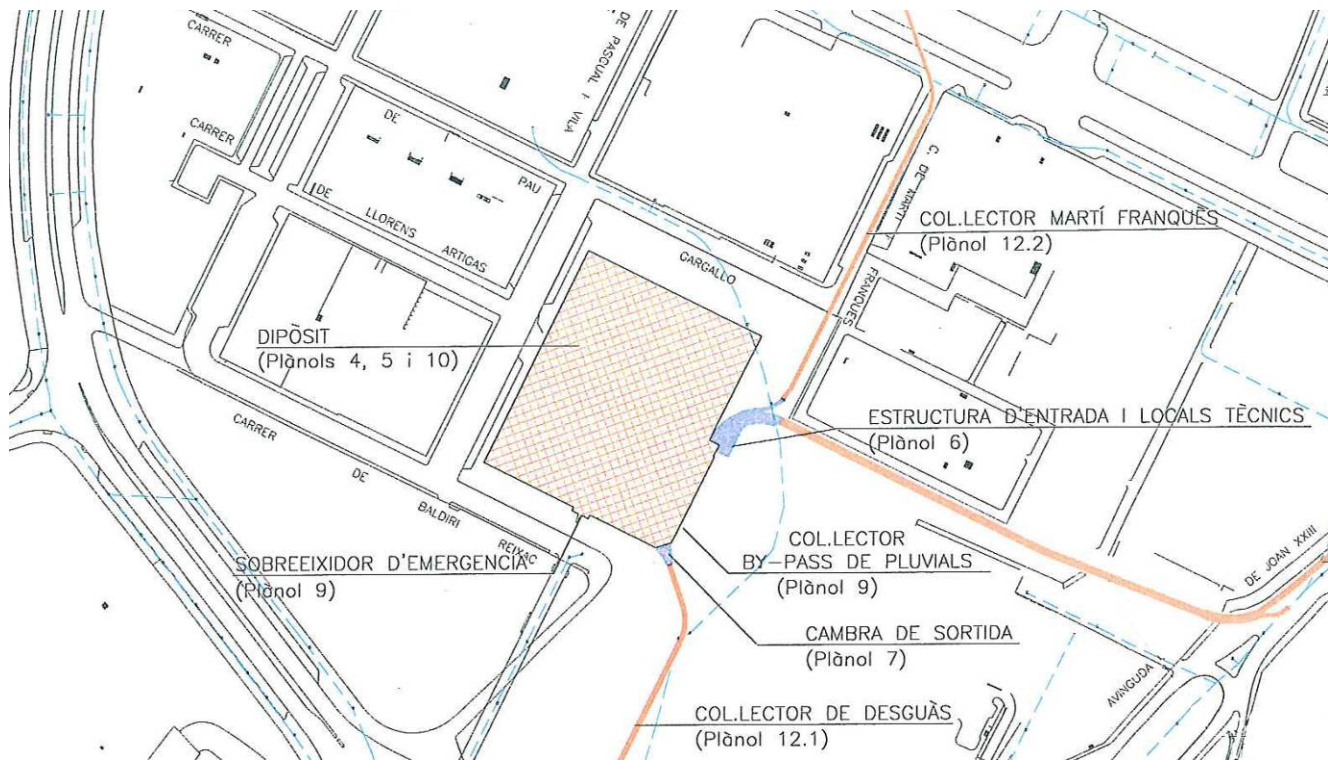 CARRER
DE PASCUAL I VILA
CARRER
DE
PAU
DE
LLORENS
ARTIGAS
GARGALLO
C. DE MARTÍ
FRANQUÈS
COL.LECTOR MARTÍ FRANQUÈS
(Plànol 12.2)
DIPÒSIT
(Plànols 4, 5 i 10)
ESTRUCTURA D'ENTRADA I LOCALS TÈCNICS
(Plànol 6)
CARRER
DE
BALDIRI
REIXAC
SOBREEIXIDOR D'EMERGENCIA
(Plànol 9)
COL.LECTOR
BY-PASS DE PLUVIALS
(Plànol 9)
DE JOAN XXIII
AVINGUDA
CAMBRA DE SORTIDA
(Plànol 7)
COL.LECTOR DE DESGUÀS
(Plànol 12.1)